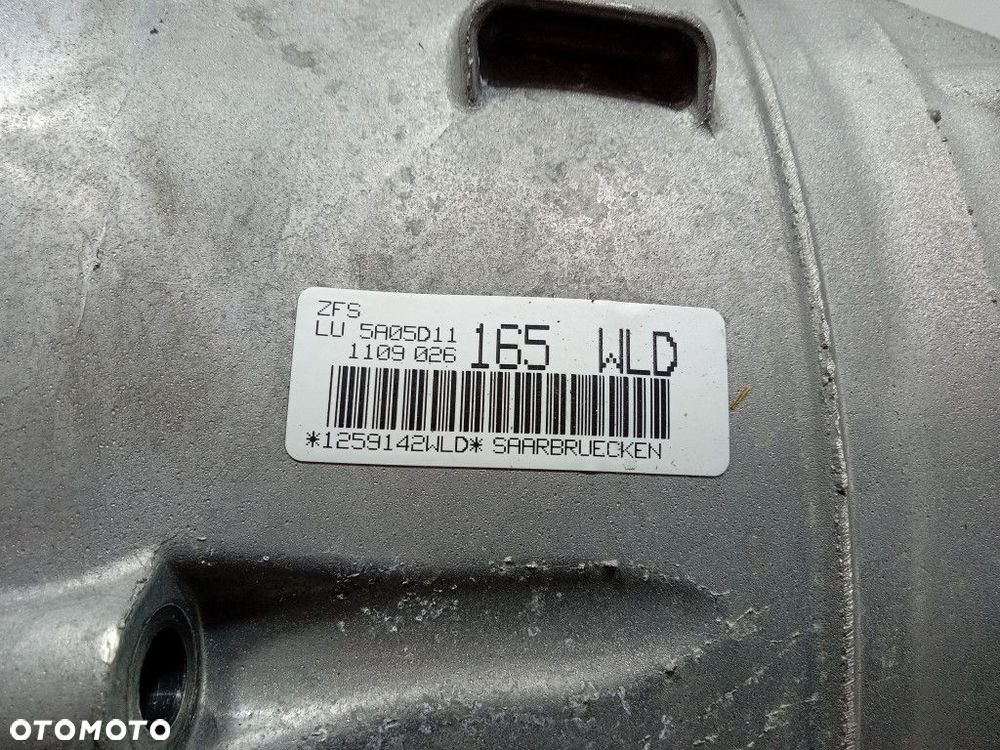 ZFS
LU 5A05D11 165 WLD
1109 026
*1259142WLD* SAARBRUECKEN
OTOMOTO